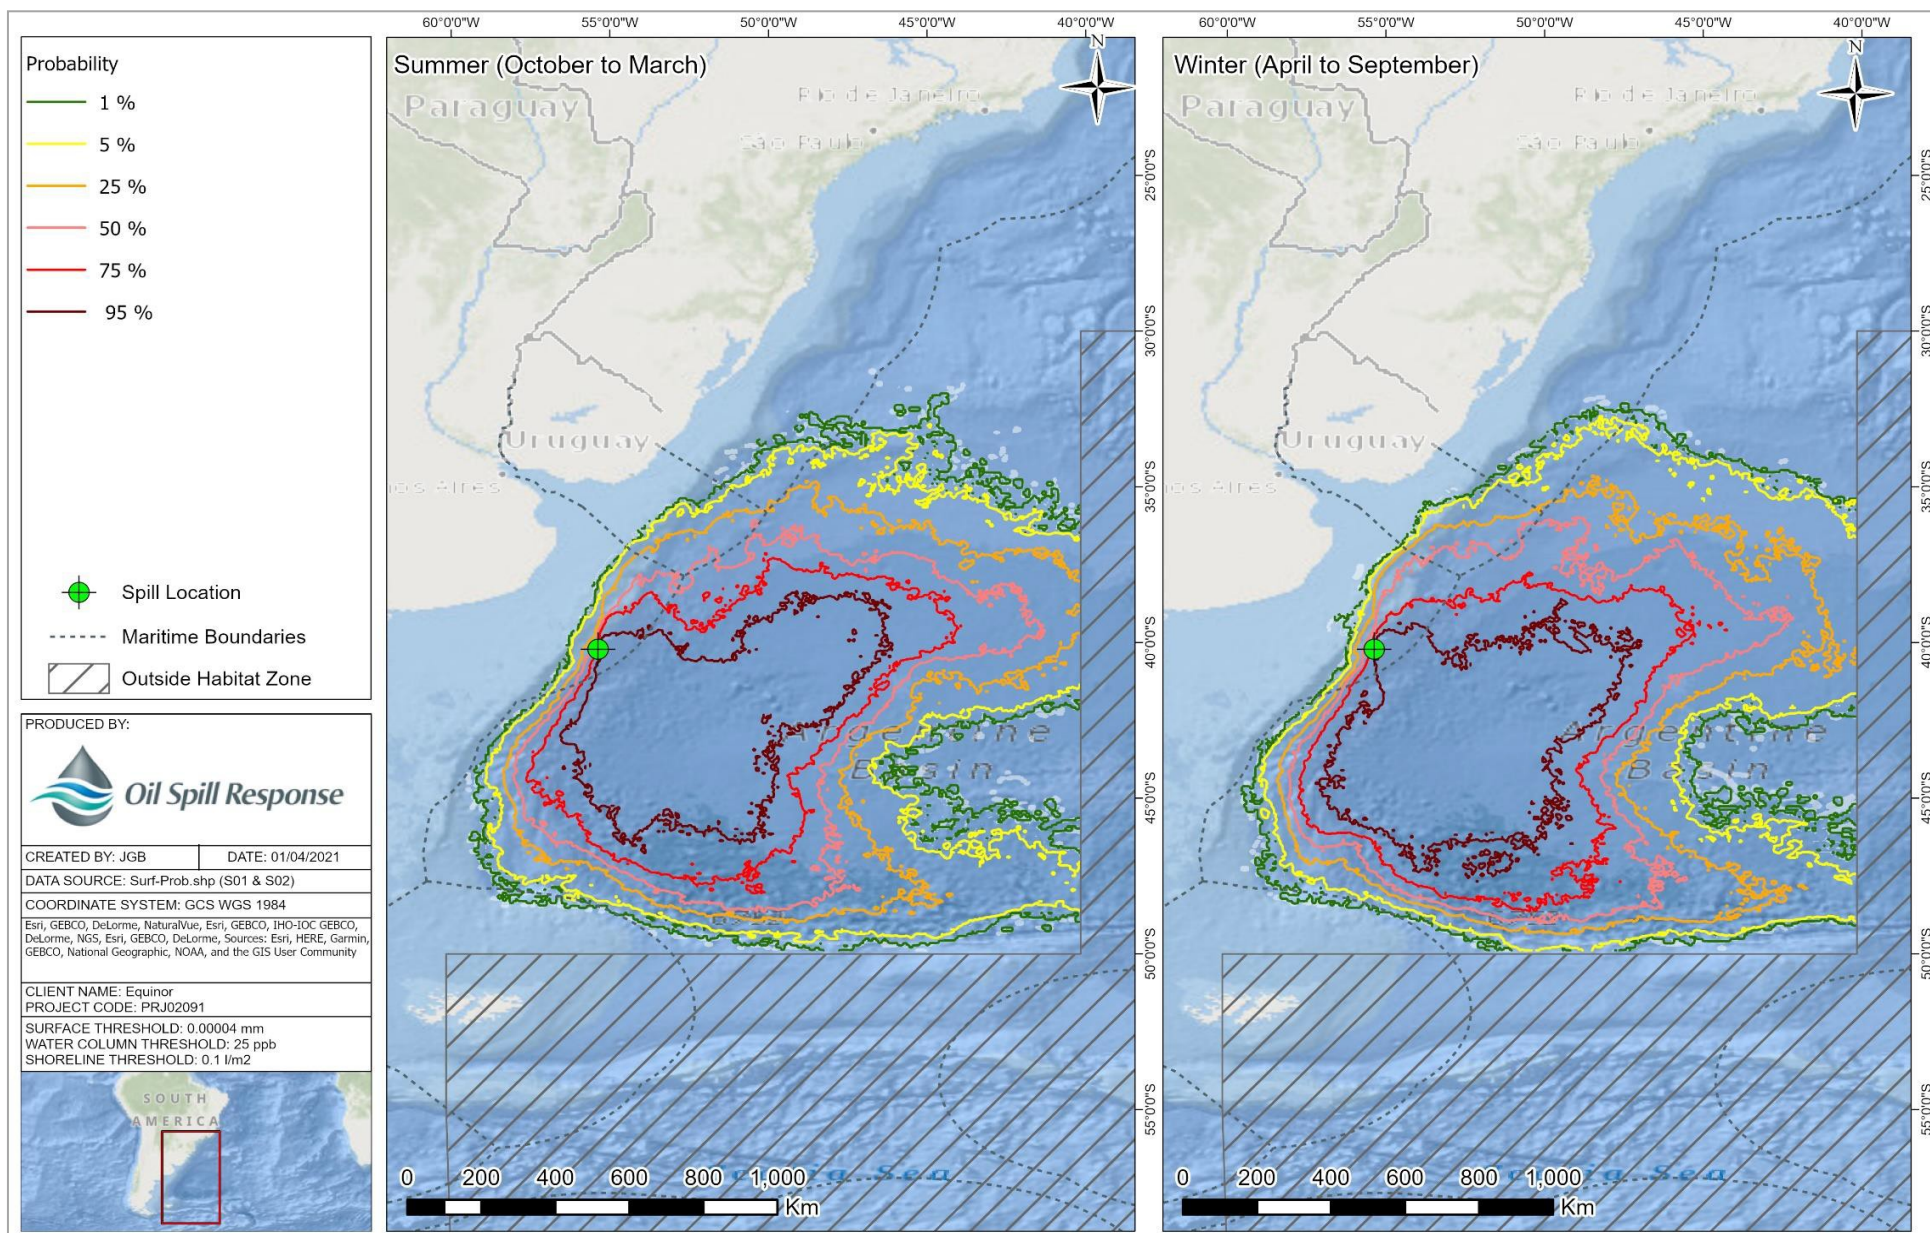 60°0'0"W 55°0'0"W 50°0'0"W 45°0'0"W 40°0'0"W
60°0'0"W 55°0'0"W 50°0'0"W 45°0'0"W 40°0'0"W
Probability
1 %
5 %
25 %
50 %
75 %
95 %
Spill Location
Maritime Boundaries
Outside Habitat Zone
PRODUCED BY:
Oil Spill Response
CREATED BY: JGB DATE: 01/04/2021
DATA SOURCE: Surf-Prob.shp (S01 & S02)
COORDINATE SYSTEM: GCS WGS 1984
Esri, GEBCO, DeLorme, NaturalVue, Esri, GEBCO, IHO-IOC GEBCO,
DeLorme, NGS, Esri, GEBCO, DeLorme, Sources: Esri, HERE, Garmin,
GEBCO, National Geographic, NOAA, and the GIS User Community
CLIENT NAME: Equinor
PROJECT CODE: PRJ02091
SURFACE THRESHOLD: 0.00004 mm
WATER COLUMN THRESHOLD: 25 ppb
SHORELINE THRESHOLD: 0.1 l/m2
SOUTH
AMERICA
Summer (October to March)
N
Paraguay
Rio de Janeiro
São Paulo
Uruguay
ios Aires
Argentine
Basin
Sea
0 200 400 600 800 1,000
Km
25°0'0"S
30°0'0"S
35°0'0"S
40°0'0"S
45°0'0"S
50°0'0"S
55°0'0"S
Winter (April to September)
N
Paraguay
Rio de Janeiro
São Paulo
Uruguay
os Aires
Argentine
Basin
Sea
0 200 400 600 800 1,000
Km
25°0'0"S
30°0'0"S
35°0'0"S
40°0'0"S
45°0'0"S
50°0'0"S
55°0'0"S